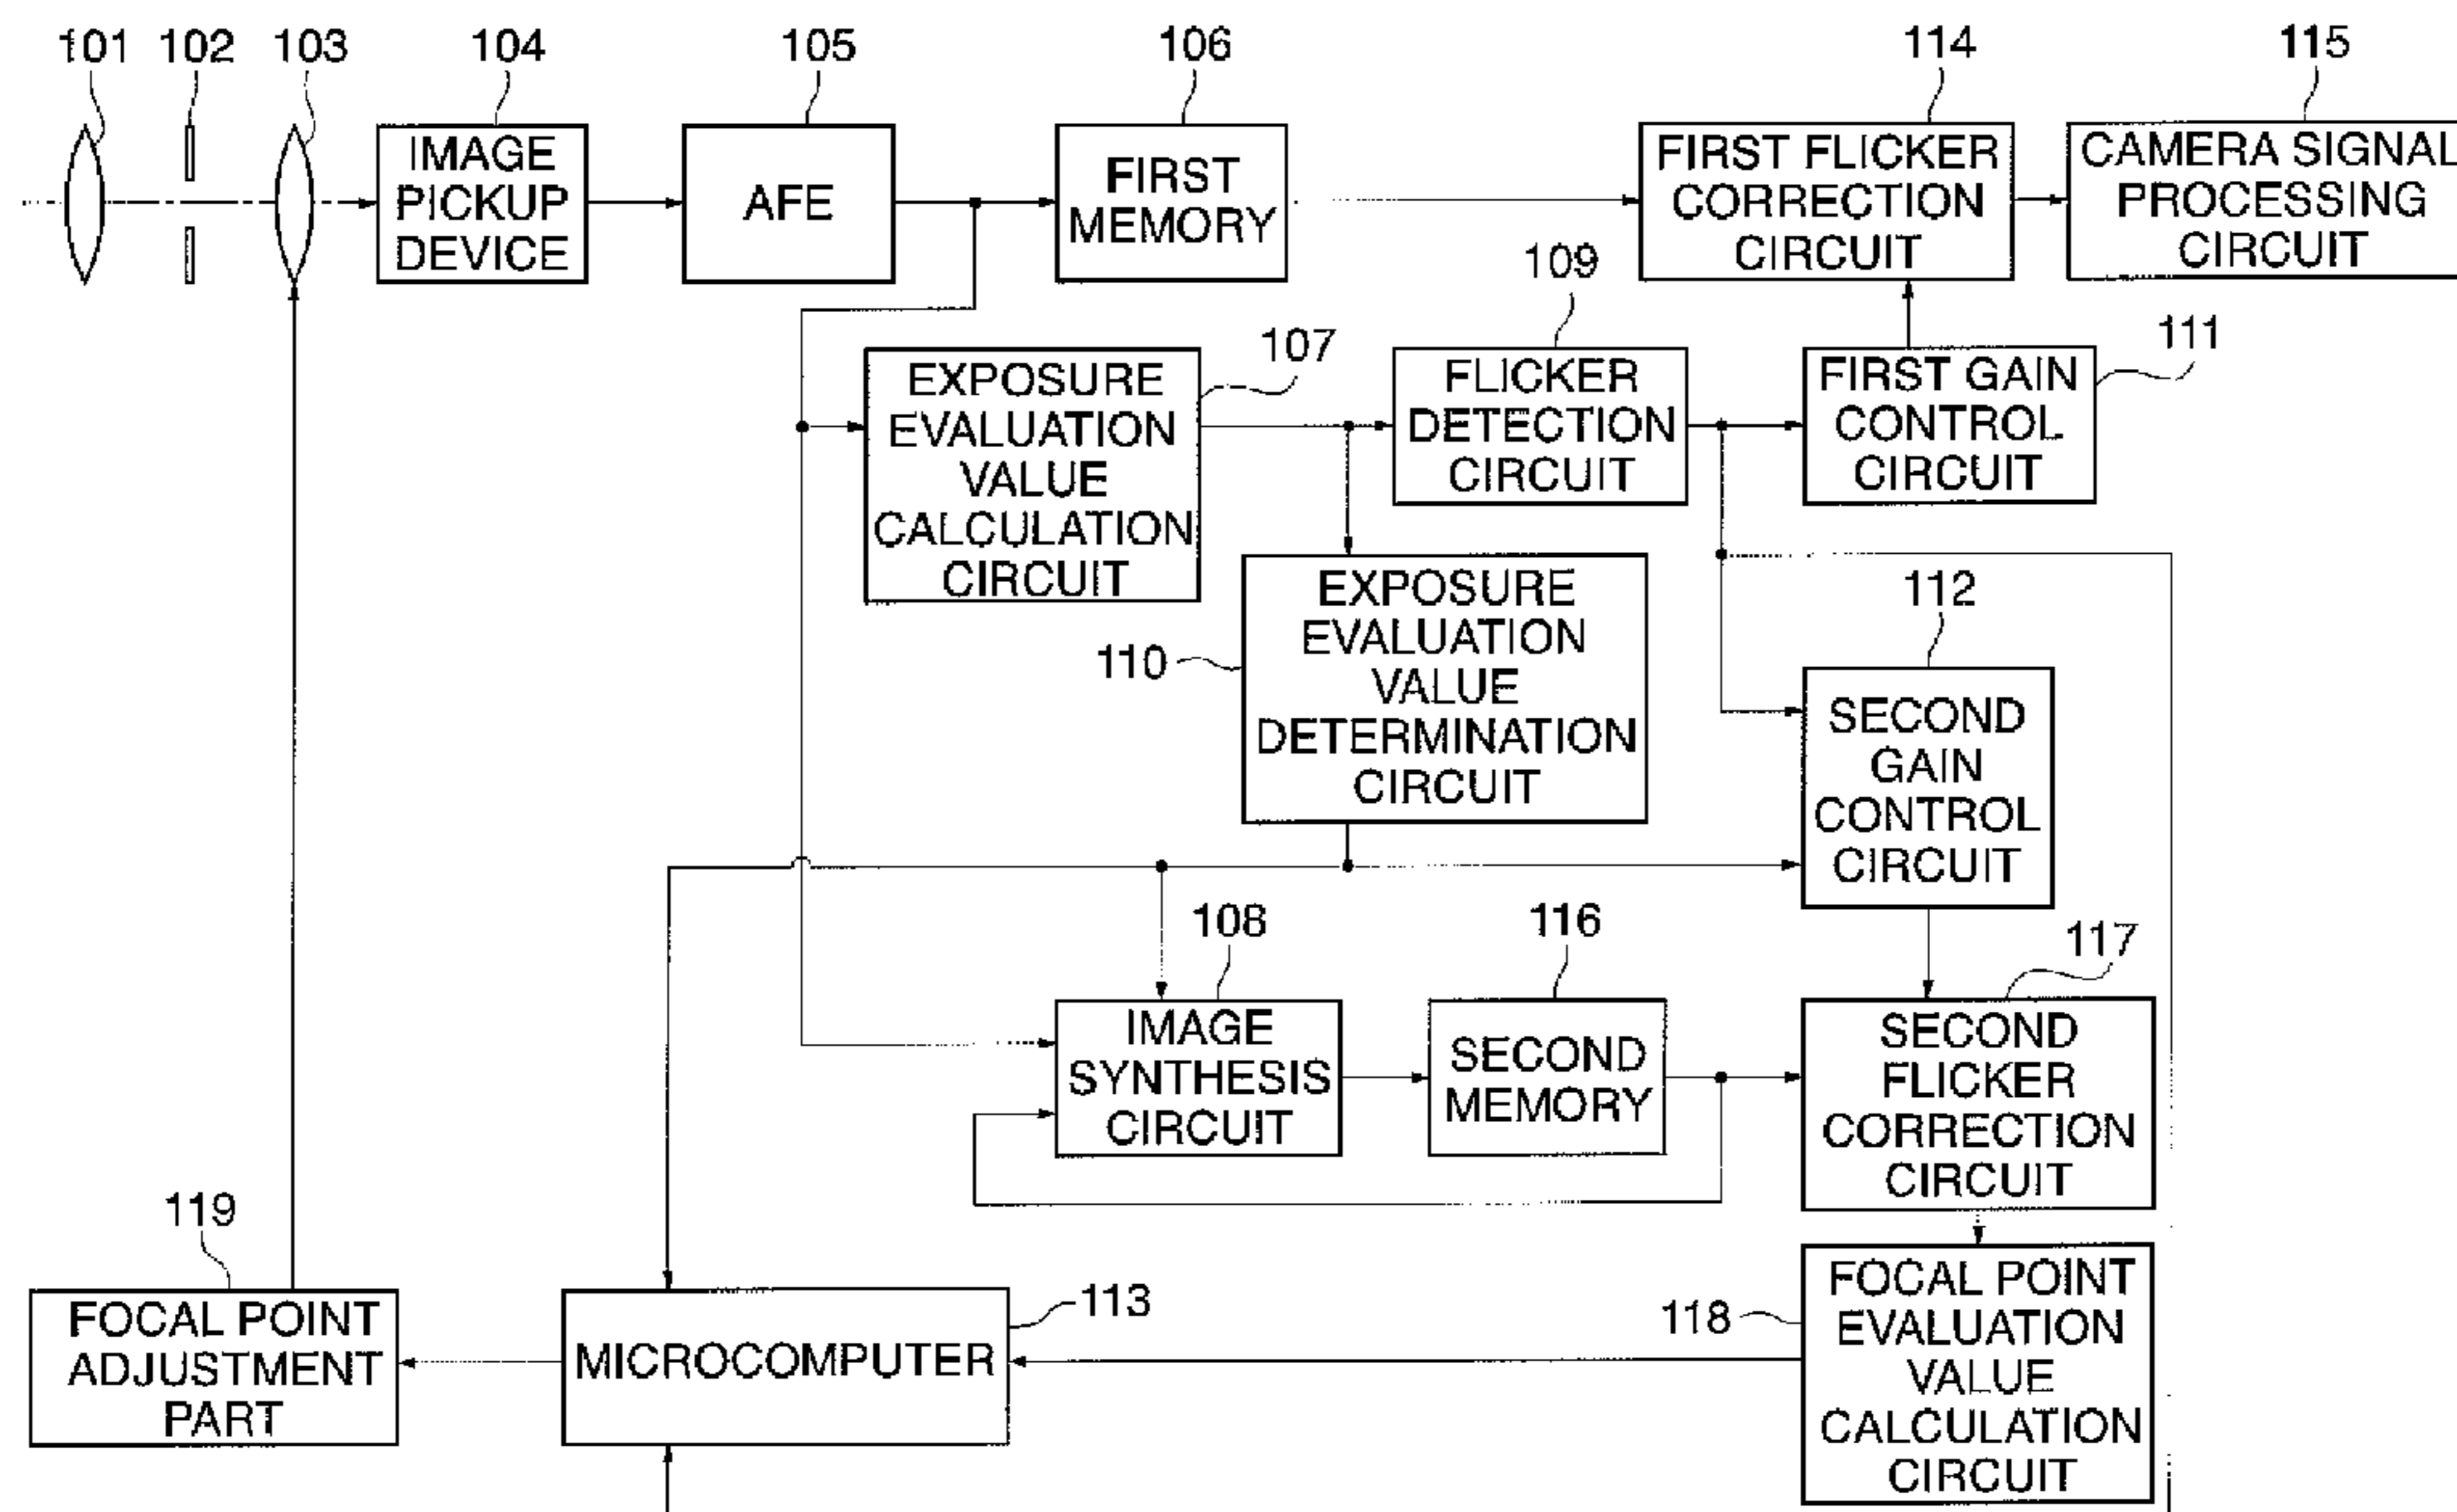 101
102
103
104
105
106
114
115
IMAGE
PICKUP
DEVICE
AFE
FIRST
MEMORY
FIRST FLICKER
CORRECTION
CIRCUIT
CAMERA SIGNAL
PROCESSING
CIRCUIT
107
109
111
EXPOSURE
EVALUATION
VALUE
CALCULATION
CIRCUIT
FLICKER
DETECTION
CIRCUIT
FIRST GAIN
CONTROL
CIRCUIT
110
EXPOSURE
EVALUATION
VALUE
DETERMINATION
CIRCUIT
112
SECOND
GAIN
CONTROL
CIRCUIT
108
116
117
IMAGE
SYNTHESIS
CIRCUIT
SECOND
MEMORY
SECOND
FLICKER
CORRECTION
CIRCUIT
119
FOCAL POINT
ADJUSTMENT
PART
113
MICROCOMPUTER
118
FOCAL POINT
EVALUATION
VALUE
CALCULATION
CIRCUIT